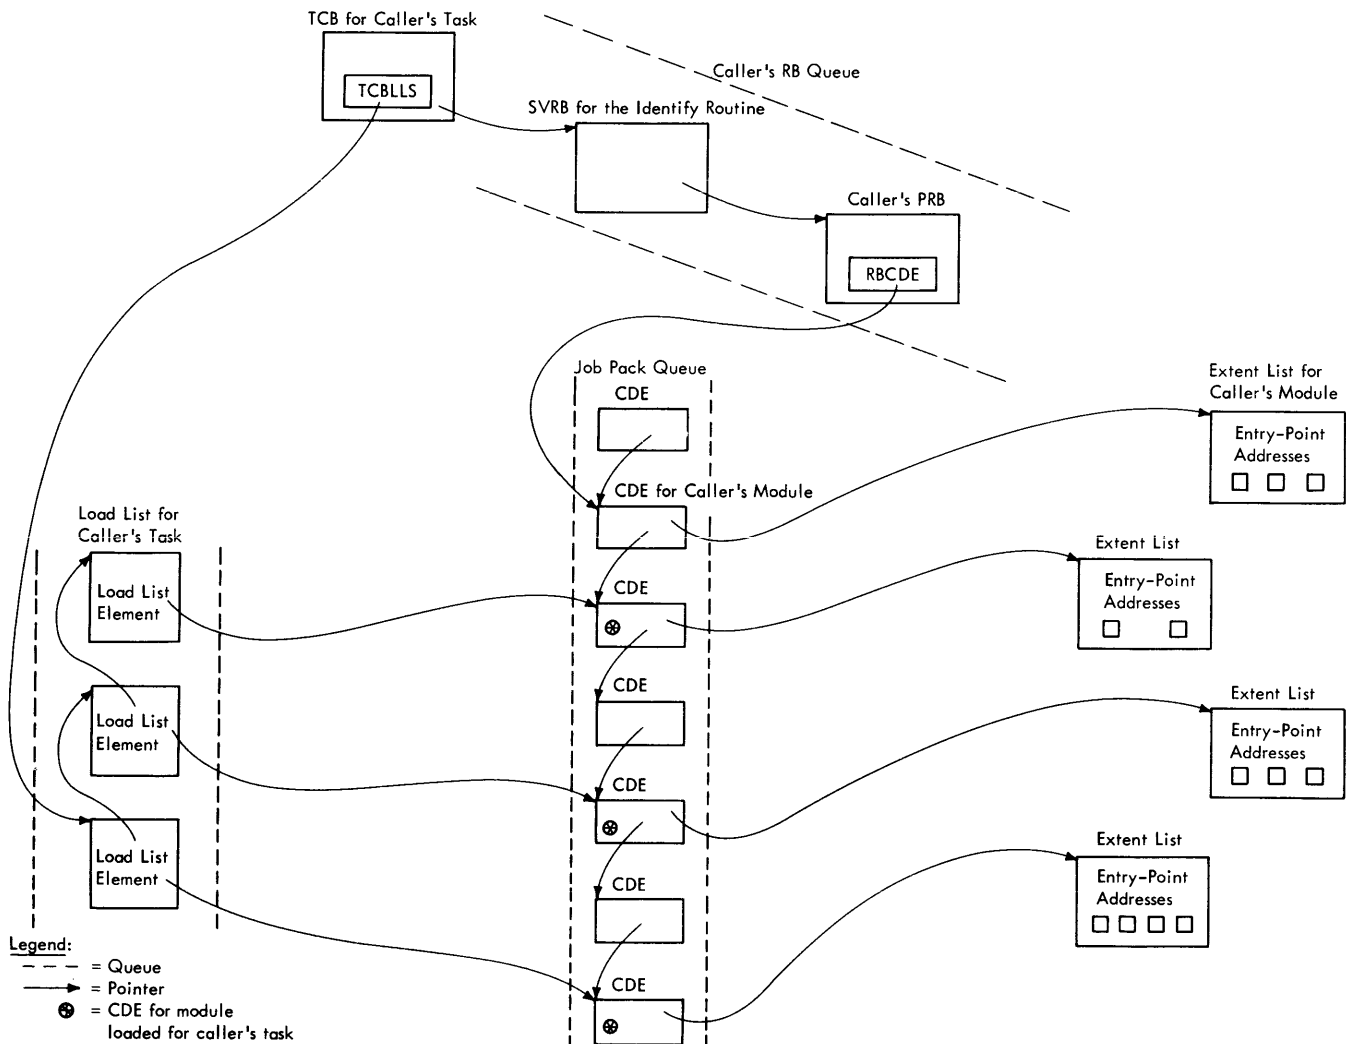 TCB for Caller's Task
TCBLLS
Caller's RB Queue
SVRB for the Identify Routine
Caller's PRB
RBCDE
Job Pack Queue
CDE
Extent List for
Caller's Module
Entry-Point
Addresses
CDE for Caller's Module
Load List for
Caller's Task
Extent List
Entry-Point
Addresses
Load List
Element
CDE
CDE
Extent List
Entry-Point
Addresses
Load List
Element
CDE
Extent List
Entry-Point
Addresses
Load List
Element
CDE
Legend:
= Queue
= Pointer
= CDE for module
loaded for caller's task
CDE